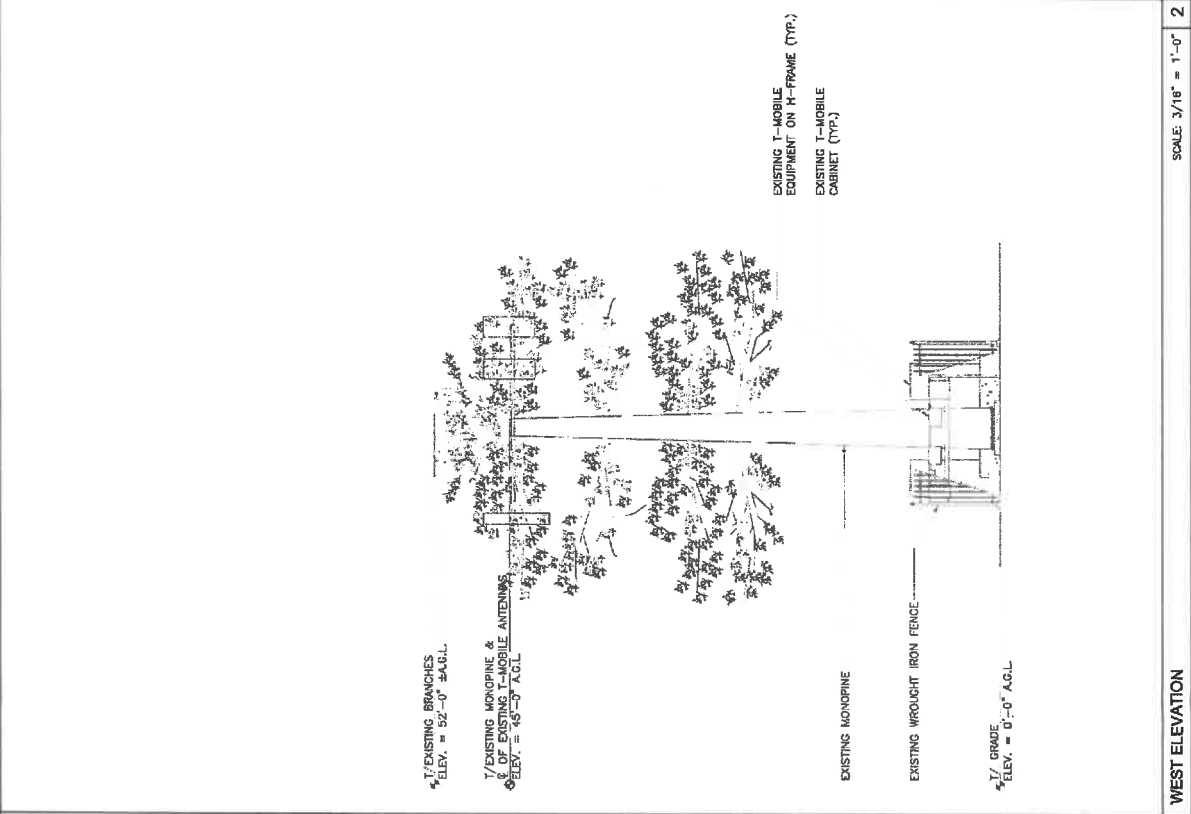 T/EXISTING BRANCHES
ELEV. = 52'-0" ±A.G.L.
T/EXISTING MONOPINE &
℄ OF EXISTING T-MOBILE ANTENNAS
ELEV. = 45'-0" A.G.L
EXISTING T-MOBILE
EQUIPMENT ON H-FRAME (TYP.)
EXISTING T-MOBILE
CABINET (TYP.)
EXISTING MONOPINE
EXISTING WROUGHT IRON FENCE
T/ GRADE
ELEV. = 0'-0" A.G.L.
WEST ELEVATION
SCALE: 3/16" = 1'-0"
2